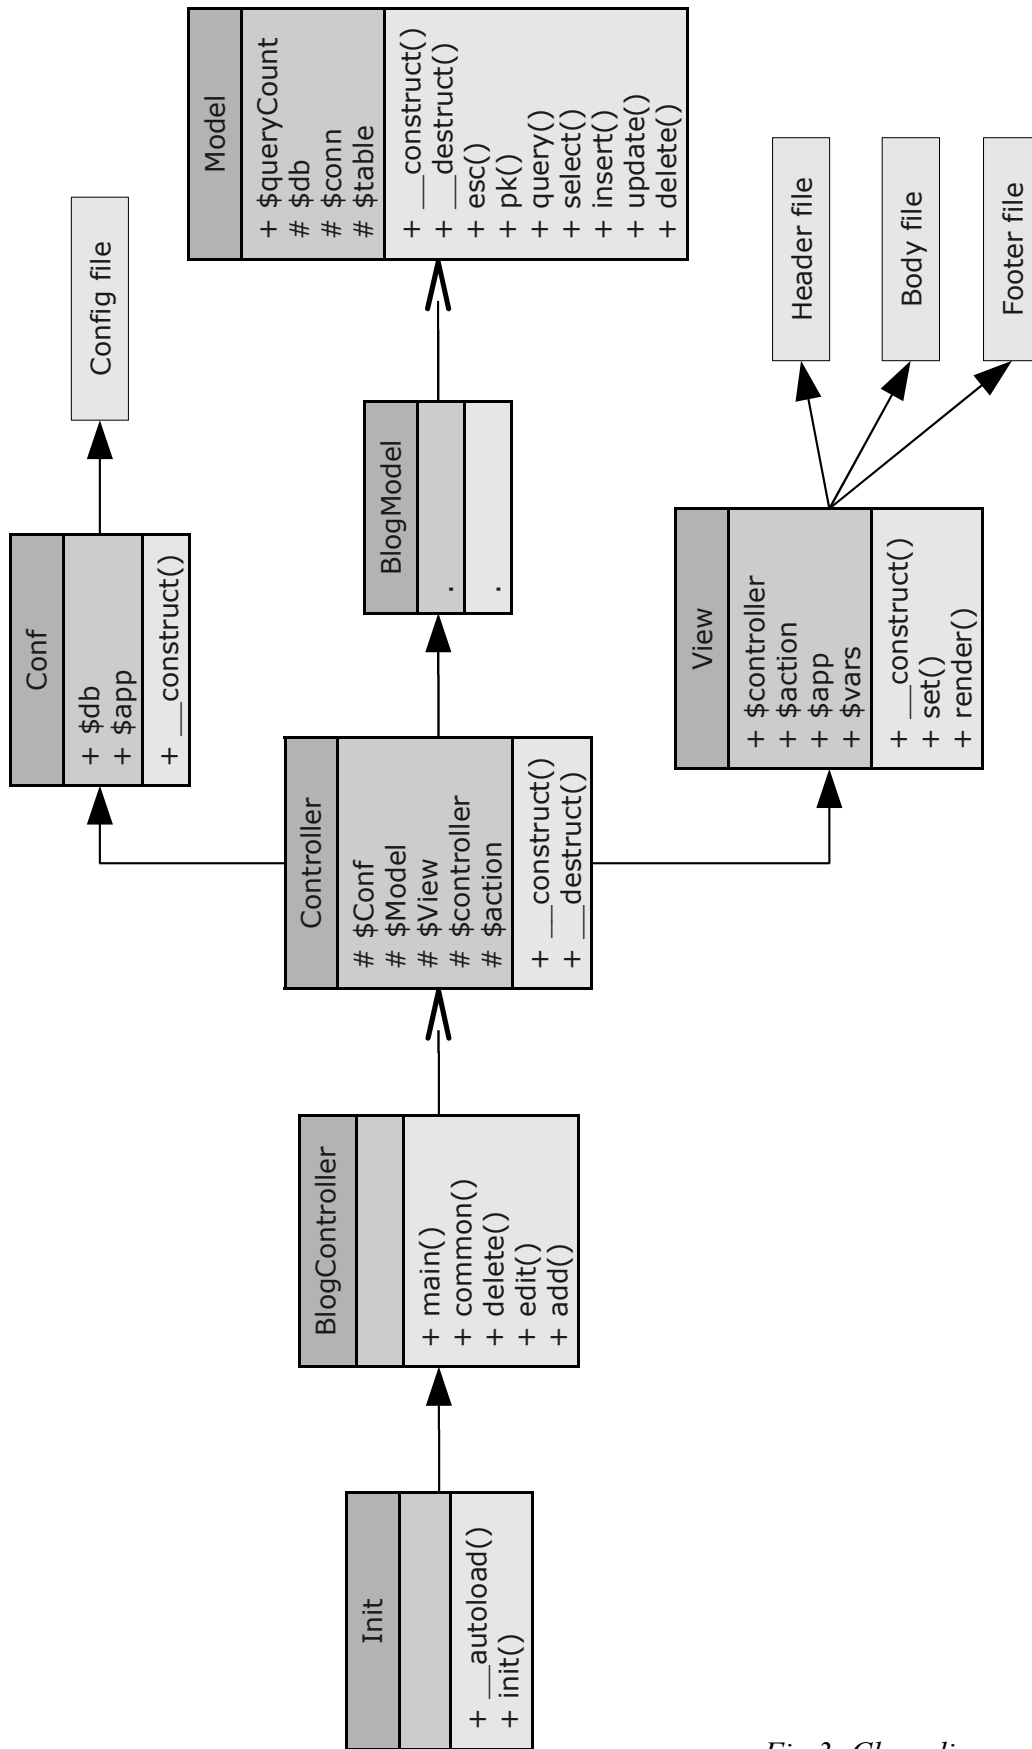 Init
+ __autoload()
+ init()
BlogController
+ main()
+ common()
+ delete()
+ edit()
+ add()
Controller
# $Conf
# $Model
# $View
# $controller
# $action
+ __construct()
+ __destruct()
Conf
+ $db
+ $app
+ __construct()
Config file
BlogModel
.
.
Model
+ $queryCount
# $db
# $conn
# $table
+ __construct()
+ __destruct()
+ esc()
+ pk()
+ query()
+ select()
+ insert()
+ update()
+ delete()
View
+ $controller
+ $action
+ $app
+ $vars
+ __construct()
+ set()
+ render()
Header file
Body file
Footer file